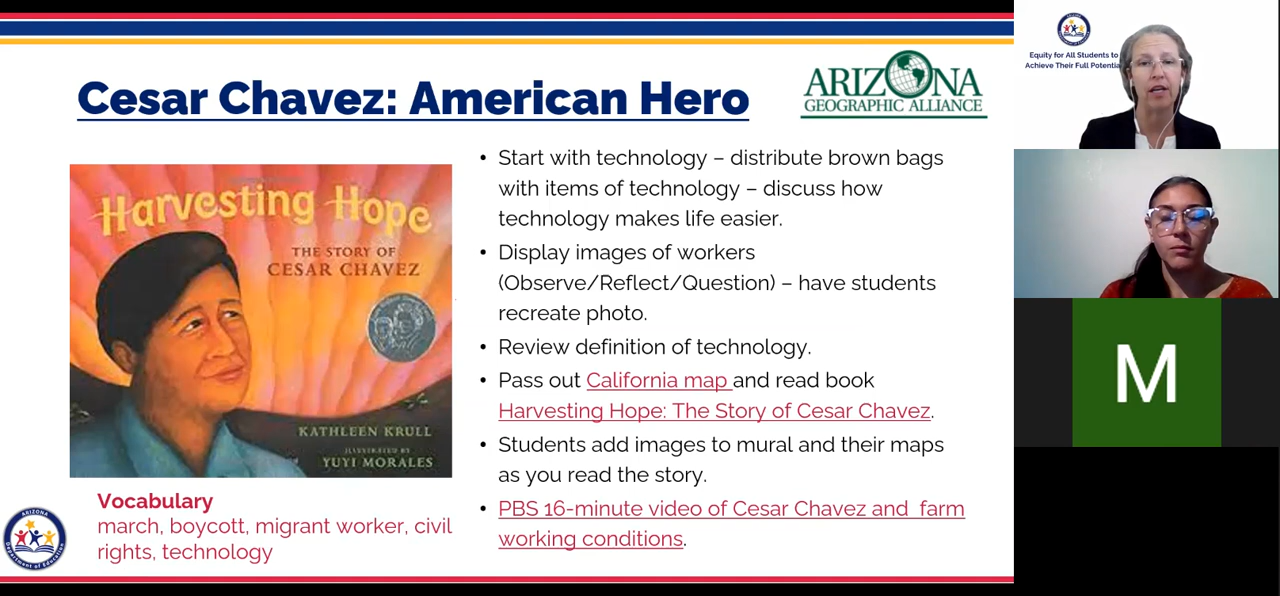 Cesar Chavez: American Hero
ARIZONA
GEOGRAPHIC ALLIANCE
Harvesting Hope
THE STORY OF
CESAR CHAVEZ
KATHLEEN KRULL
ILLUSTRATED BY
YUYI MORALES
Vocabulary
march, boycott, migrant worker, civil
rights, technology
• Start with technology – distribute brown bags
with items of technology – discuss how
technology makes life easier.
• Display images of workers
(Observe/Reflect/Question) – have students
recreate photo.
• Review definition of technology.
• Pass out California map and read book
Harvesting Hope: The Story of Cesar Chavez.
• Students add images to mural and their maps
as you read the story.
• PBS 16-minute video of Cesar Chavez and  farm
working conditions.
ARIZONA
Department of Education
Equity for All Students to
Achieve Their Full Potentia
M